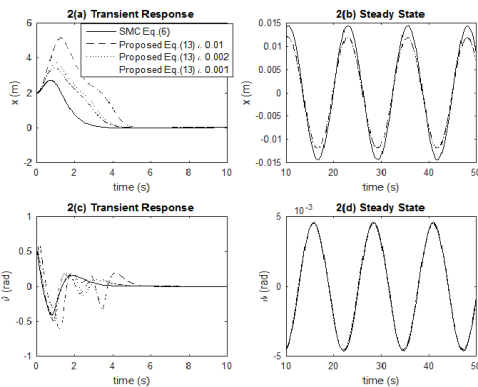 2(a) Transient Response
x (m)
6
4
2
0
-2
0 2 4 6 8 10
time (s)
SMC Eq.(6)
Proposed Eq.(13) ι. 0.01
Proposed Eq.(13) ι. 0.002
Proposed Eq.(13) ι. 0.001
2(b) Steady State
x (m)
0.015
0.01
0.005
0
-0.005
-0.01
-0.015
10 20 30 40 50
time (s)
2(c) Transient Response
ϑ (rad)
1
0.5
0
-0.5
-1
0 2 4 6 8 10
time (s)
2(d) Steady State
10⁻³
(rad)
5
0
-5
10 20 30 40 50
time (s)